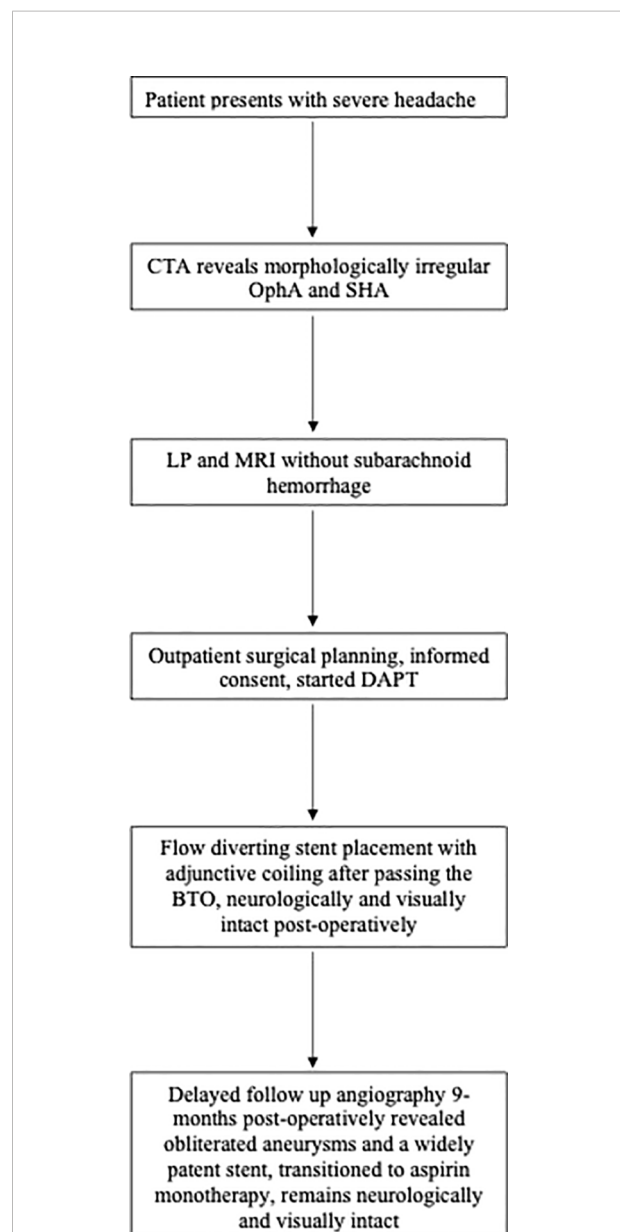 Patient presents with severe headache
CTA reveals morphologically irregular
OphA and SHA
LP and MRI without subarachnoid
hemorrhage
Outpatient surgical planning, informed
consent, started DAPT
Flow diverting stent placement with
adjunctive coiling after passing the
BTO, neurologically and visually
intact post-operatively
Delayed follow up angiography 9-
months post-operatively revealed
obliterated aneurysms and a widely
patent stent, transitioned to aspirin
monotherapy, remains neurologically
and visually intact